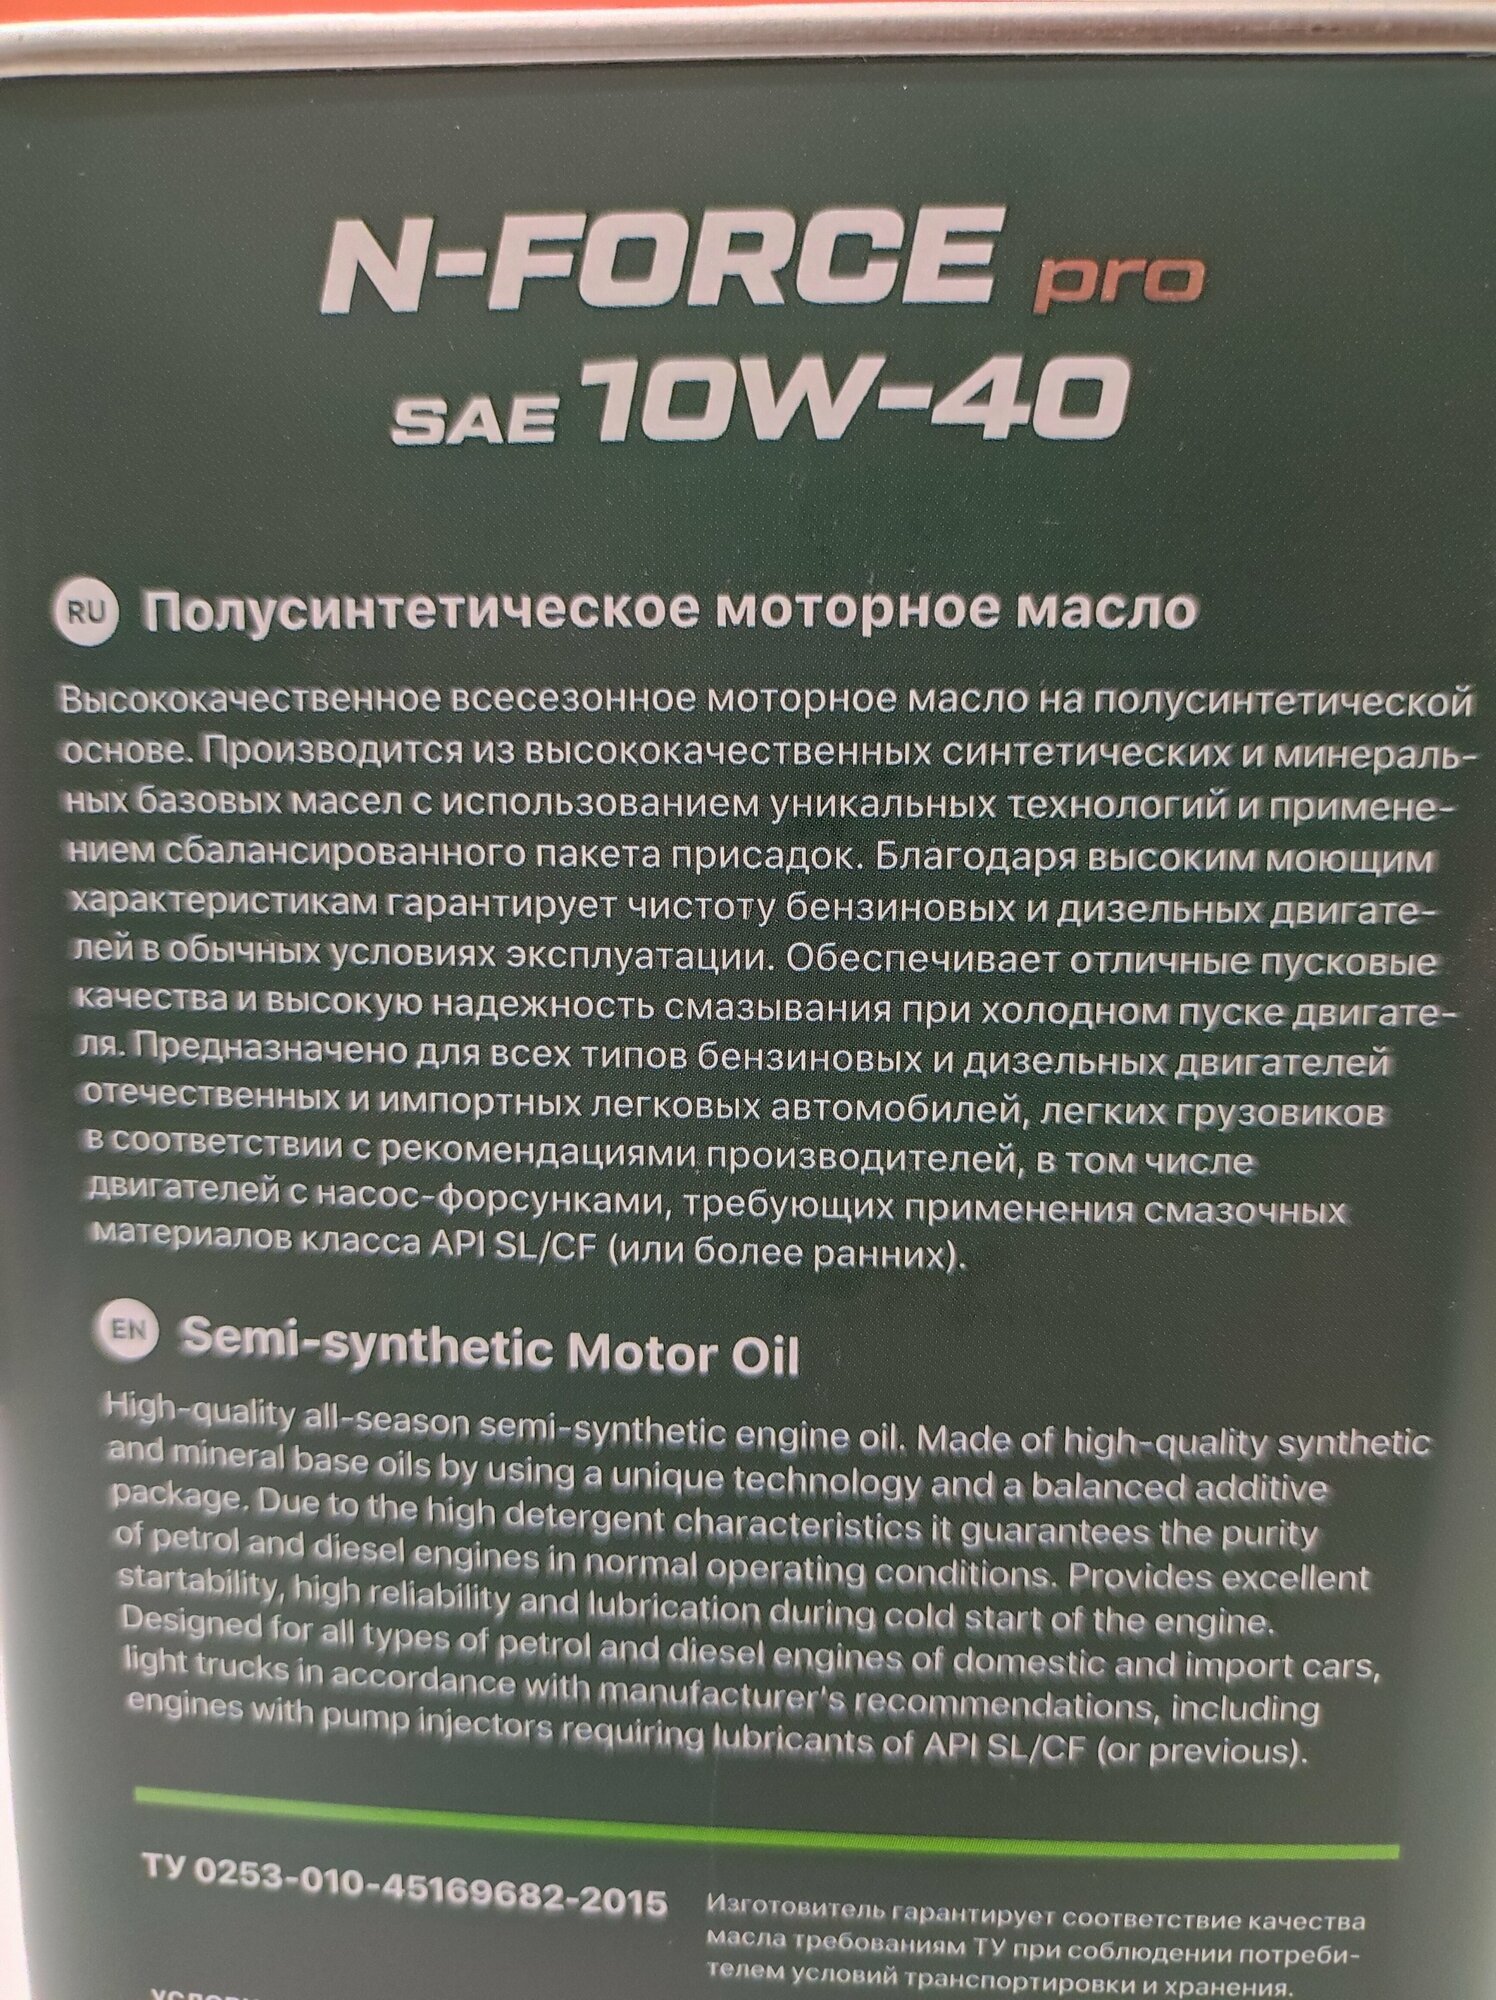 N-FORCE pro
SAE 10W-40
RU Полусинтетическое моторное масло
Высококачественное всесезонное моторное масло на полусинтетической
основе. Производится из высококачественных синтетических и минераль-
ных базовых масел с использованием уникальных технологий и примене-
нием сбалансированного пакета присадок. Благодаря высоким моющим
характеристикам гарантирует чистоту бензиновых и дизельных двигате-
лей в обычных условиях эксплуатации. Обеспечивает отличные пусковые
качества и высокую надежность смазывания при холодном пуске двигате-
ля. Предназначено для всех типов бензиновых и дизельных двигателей
отечественных и импортных легковых автомобилей, легких грузовиков
в соответствии с рекомендациями производителей, в том числе
двигателей с насос-форсунками, требующих применения смазочных
материалов класса API SL/CF (или более ранних).
EN Semi-synthetic Motor Oil
High-quality all-season semi-synthetic engine oil. Made of high-quality synthetic
and mineral base oils by using a unique technology and a balanced additive
package. Due to the high detergent characteristics it guarantees the purity
of petrol and diesel engines in normal operating conditions. Provides excellent
startability, high reliability and lubrication during cold start of the engine.
Designed for all types of petrol and diesel engines of domestic and import cars,
light trucks in accordance with manufacturer's recommendations, including
engines with pump injectors requiring lubricants of API SL/CF (or previous).
ТУ 0253-010-45169682-2015
Изготовитель гарантирует соответствие качества
масла требованиям ТУ при соблюдении потреби-
телем условий транспортировки и хранения.